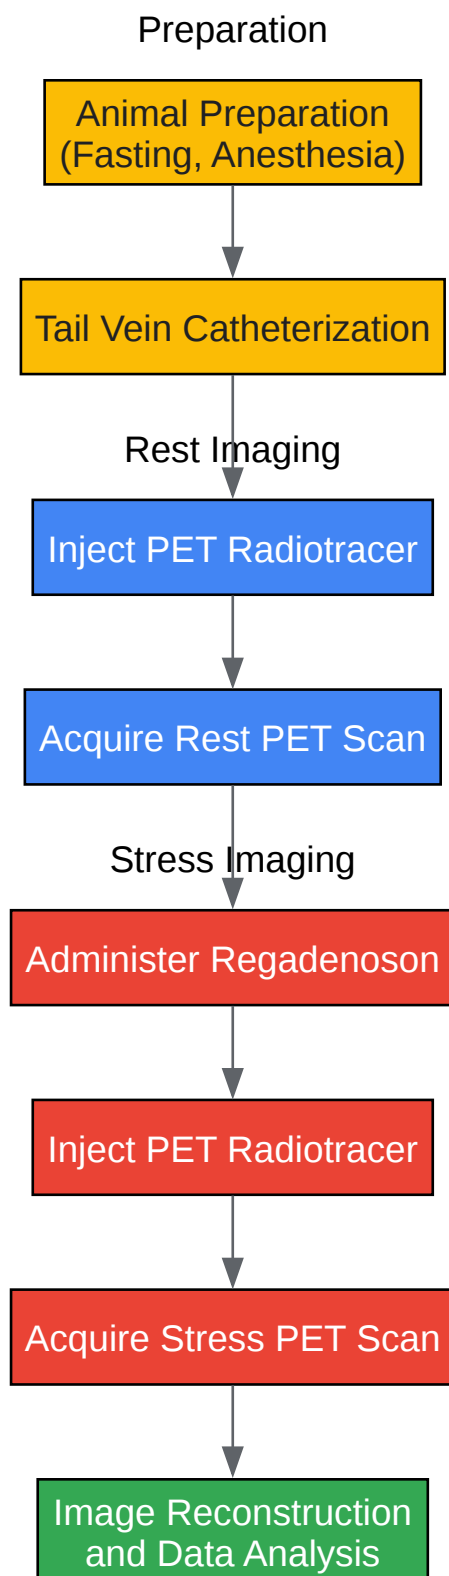 Preparation
Animal Preparation
(Fasting, Anesthesia)
Tail Vein Catheterization
Rest Imaging
Inject PET Radiotracer
Acquire Rest PET Scan
Stress Imaging
Administer Regadenoson
Inject PET Radiotracer
Acquire Stress PET Scan
Image Reconstruction
and Data Analysis